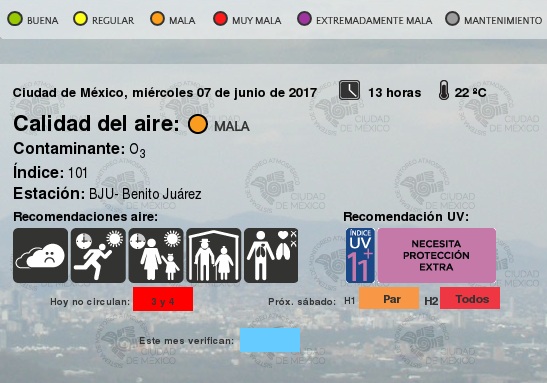 BUENA REGULAR MALA MUY MALA EXTREMADAMENTE MALA MANTENIMIENTO
Ciudad de México, miércoles 07 de junio de 2017 13 horas 22 ºC
Calidad del aire: MALA
Contaminante: O3
Índice: 101
Estación: BJU- Benito Juárez
Recomendaciones aire: Recomendación UV:
ÍNDICE UV 11+ NECESITA PROTECCIÓN EXTRA
Hoy no circulan: 3 y 4 Próx. sábado: H1 Par H2 Todos
Este mes verifican:
CIUDAD DE MÉXICO